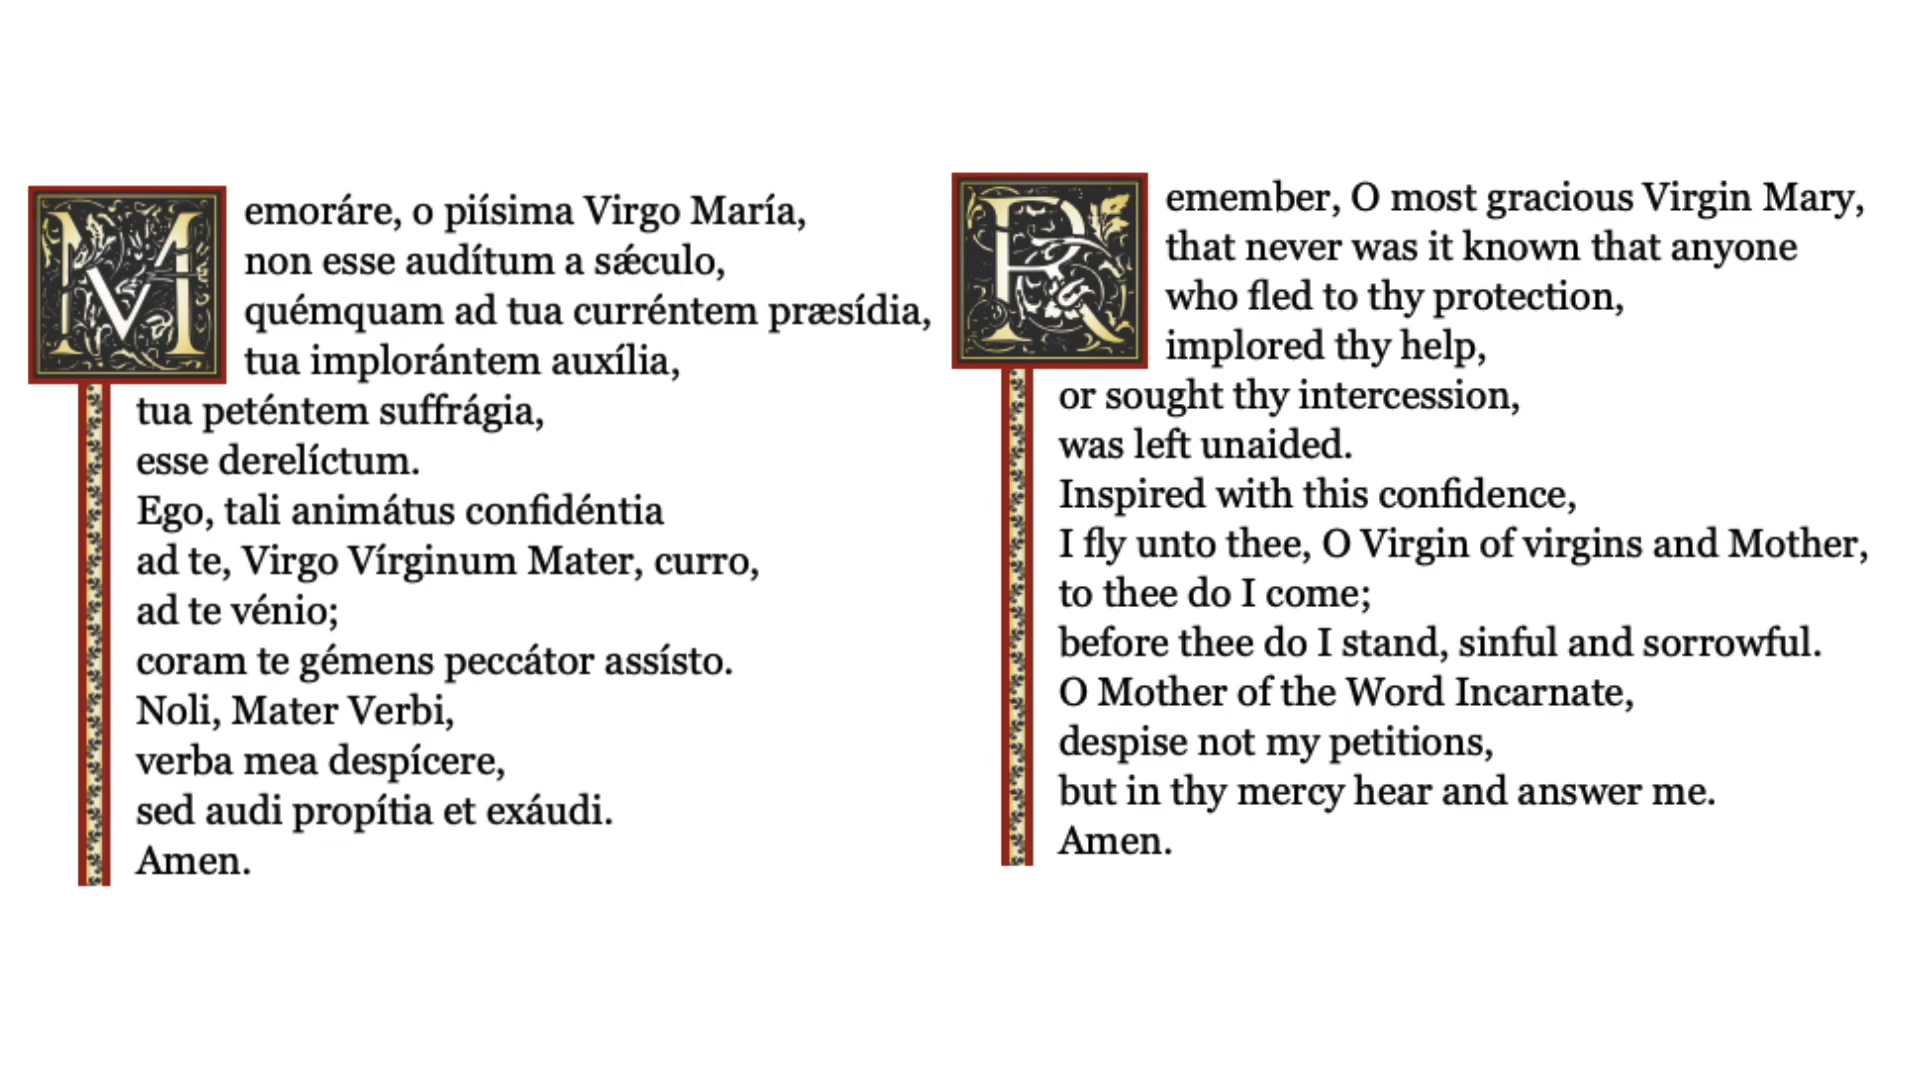 Memoráre, o piísima Virgo María,
non esse audítum a sǽculo,
quémquam ad tua curréntem præsídia,
tua implorántem auxília,
tua peténtem suffrágia,
esse derelíctum.
Ego, tali animátus confidéntia
ad te, Virgo Vírginum Mater, curro,
ad te vénio;
coram te gémens peccátor assísto.
Noli, Mater Verbi,
verba mea despícere,
sed audi propítia et exáudi.
Amen.
Remember, O most gracious Virgin Mary,
that never was it known that anyone
who fled to thy protection,
implored thy help,
or sought thy intercession,
was left unaided.
Inspired with this confidence,
I fly unto thee, O Virgin of virgins and Mother,
to thee do I come;
before thee do I stand, sinful and sorrowful.
O Mother of the Word Incarnate,
despise not my petitions,
but in thy mercy hear and answer me.
Amen.